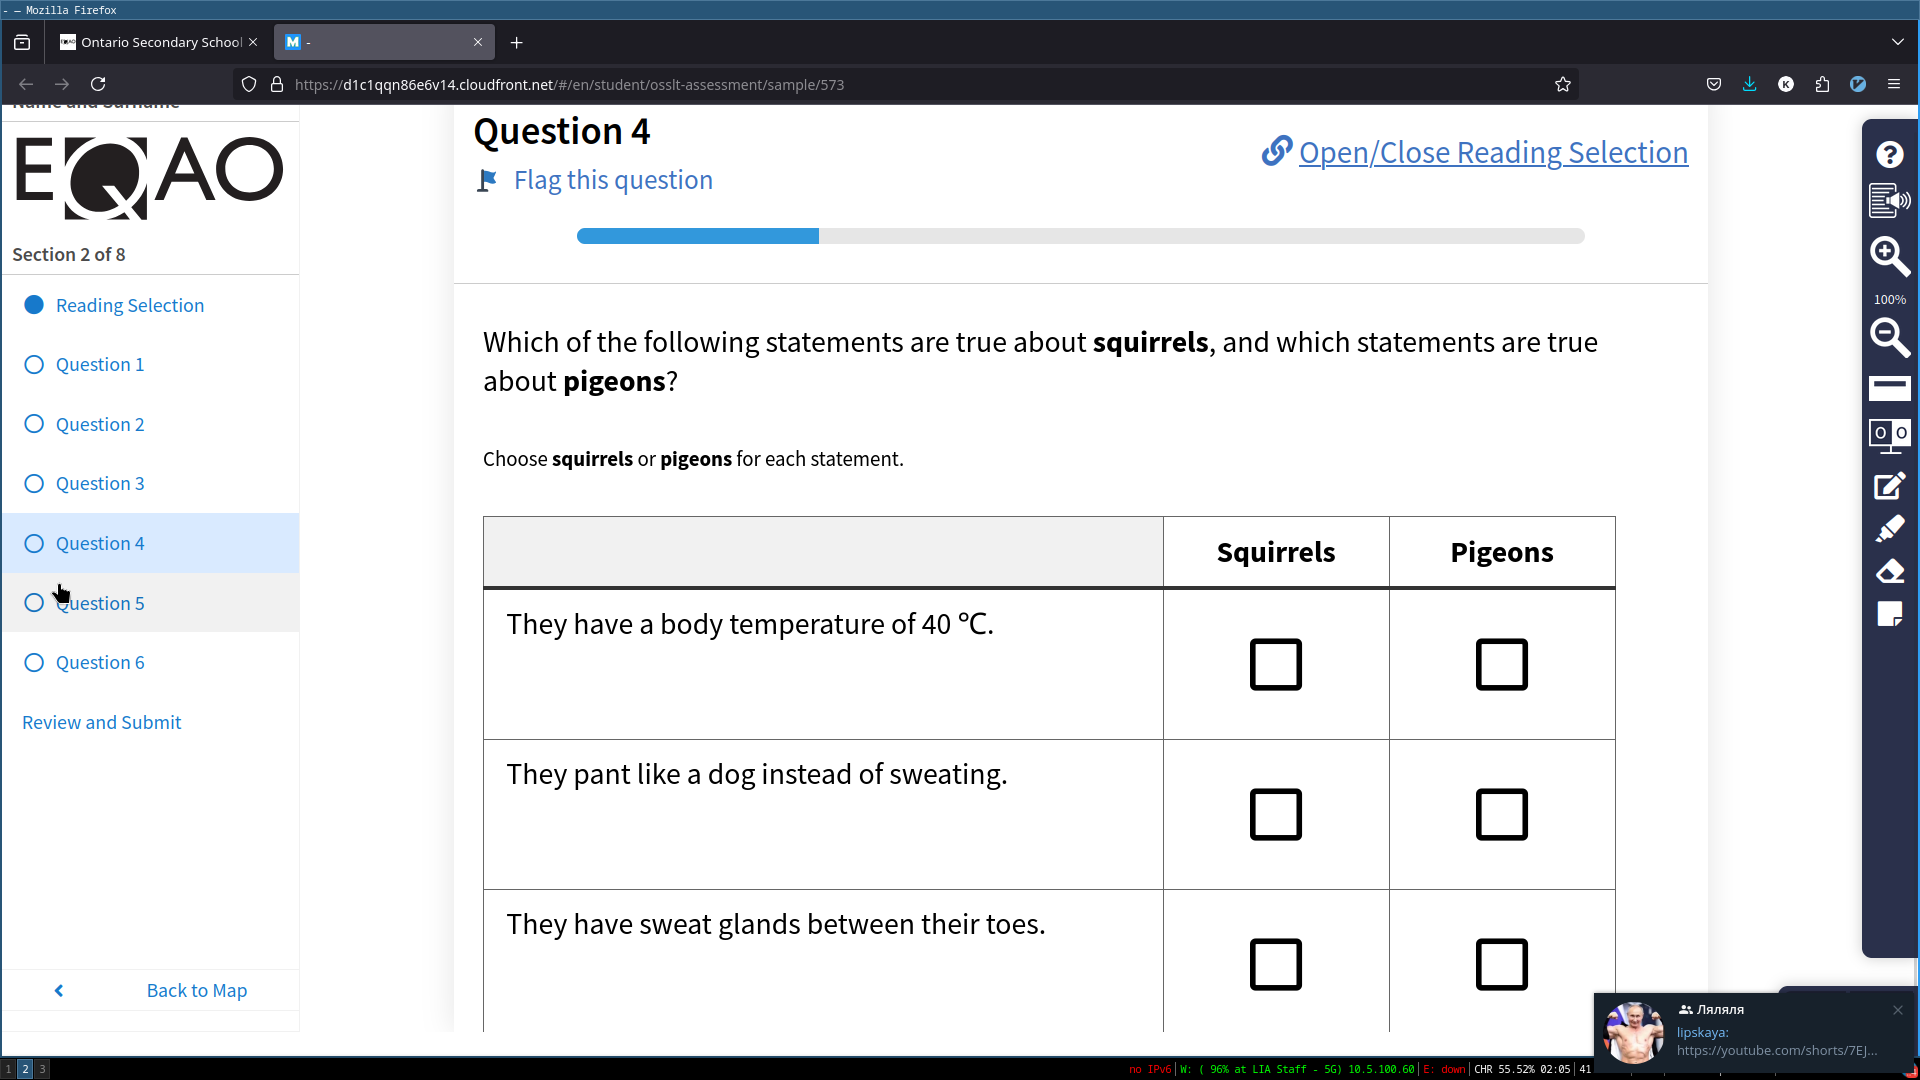 - — Mozilla Firefox
Ontario Secondary School
M -
https://d1c1qqn86e6v14.cloudfront.net/#/en/student/osslt-assessment/sample/573
Name and Surname
EQAO
Section 2 of 8
Reading Selection
Question 1
Question 2
Question 3
Question 4
Question 5
Question 6
Review and Submit
Back to Map
Question 4
Flag this question
Open/Close Reading Selection
Which of the following statements are true about squirrels, and which statements are true
about pigeons?
Choose squirrels or pigeons for each statement.
Squirrels Pigeons
They have a body temperature of 40 °C.
They pant like a dog instead of sweating.
They have sweat glands between their toes.
100%
Ляляля
lipskaya:
https://youtube.com/shorts/7EJ...
1 2 3
no IPv6 | W: ( 96% at LIA Staff - 5G) 10.5.100.60 | E: down | CHR 55.52% 02:05 | 41